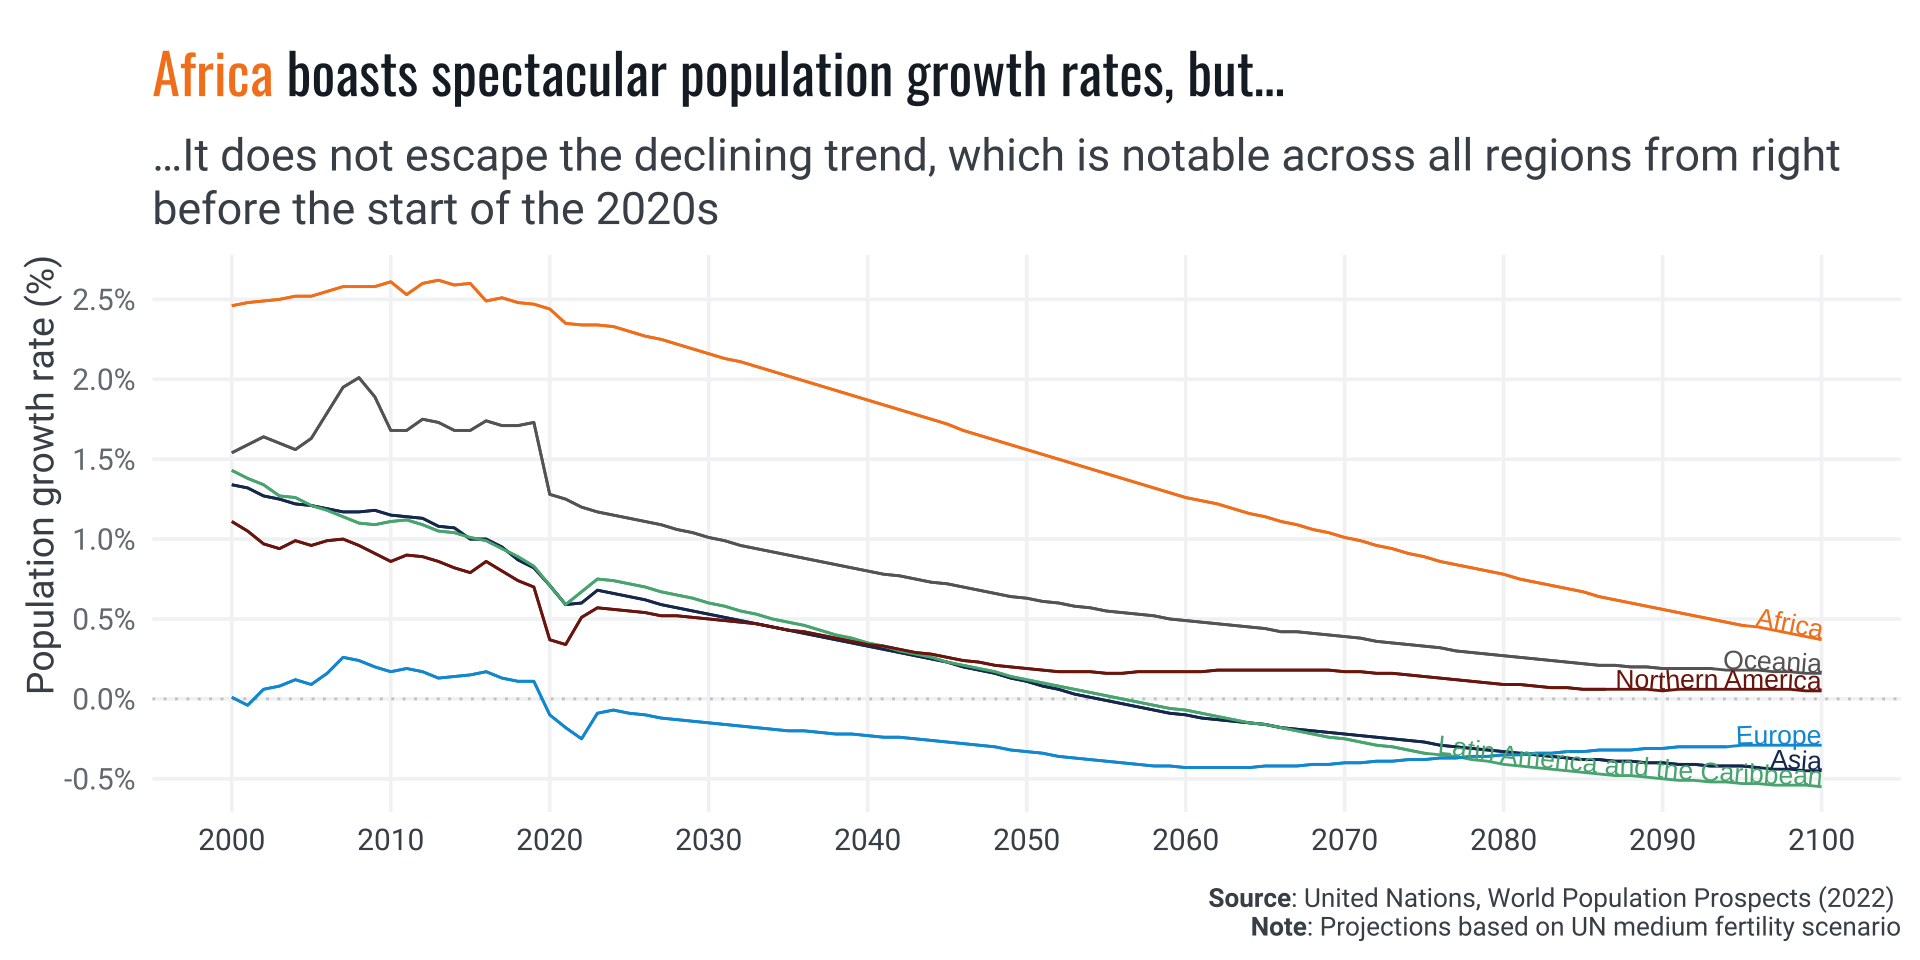 Africa boasts spectacular population growth rates, but...
...It does not escape the declining trend, which is notable across all regions from right
before the start of the 2020s
Population growth rate (%)
2.5%
2.0%
1.5%
1.0%
0.5%
0.0%
-0.5%
Africa
Oceania
Northern America
Europe
Asia
Latin America and the Caribbean
2000 2010 2020 2030 2040 2050 2060 2070 2080 2090 2100
Source: United Nations, World Population Prospects (2022)
Note: Projections based on UN medium fertility scenario